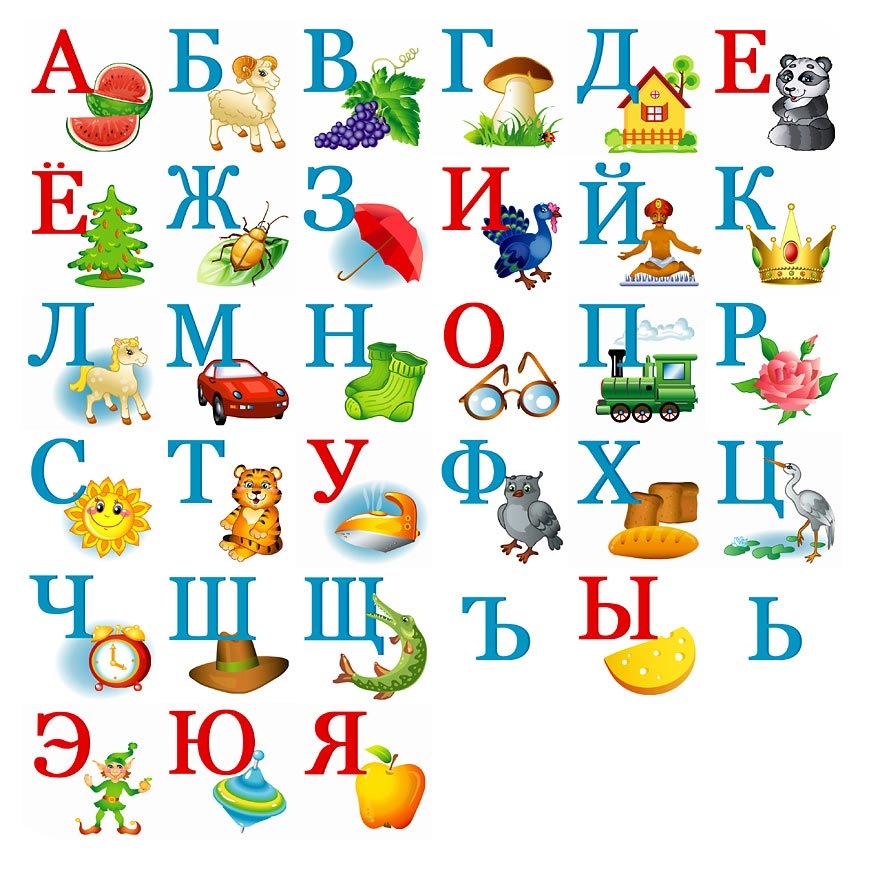 А Б В Г Д Е
Ё Ж З И Й К
Л М Н О П Р
С Т У Ф Х Ц
Ч Ш Щ Ъ Ы Ь
Э Ю Я